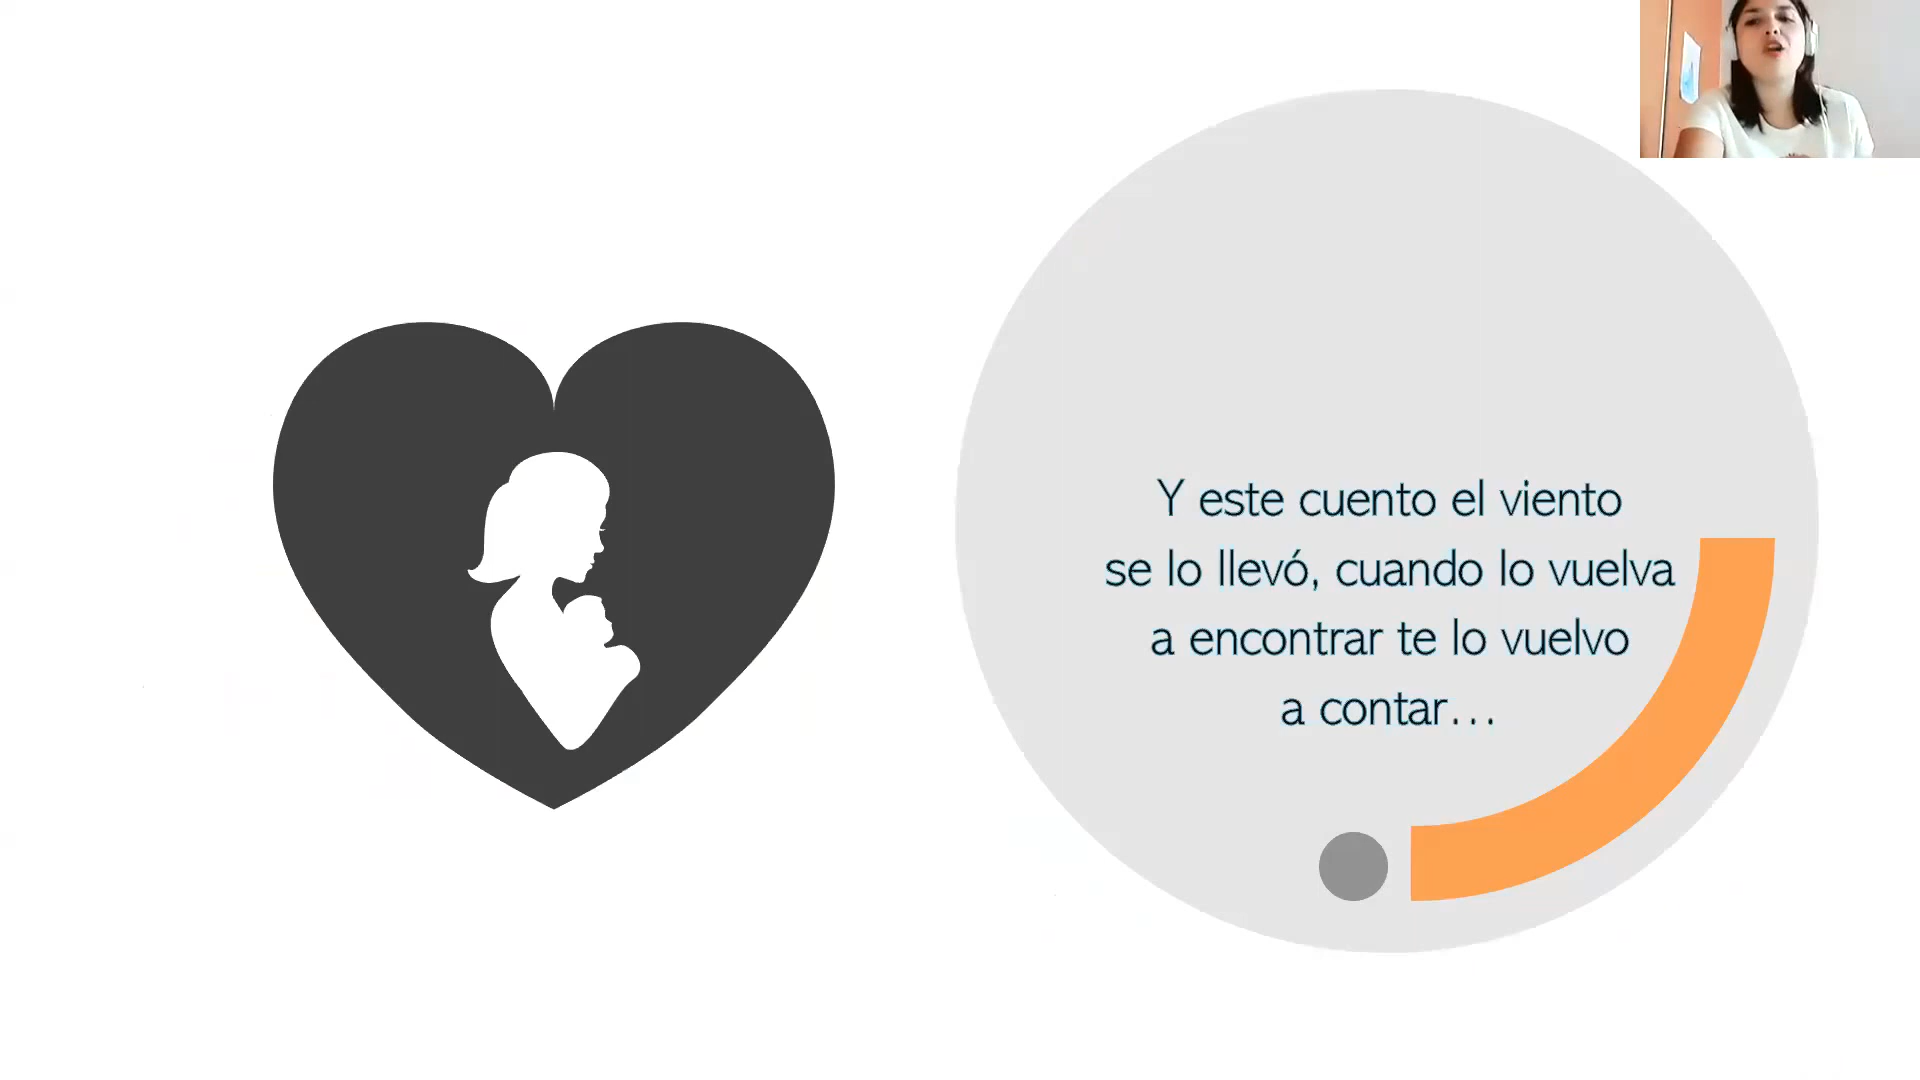 Y este cuento el viento
se lo llevó, cuando lo vuelva
a encontrar te lo vuelvo
a contar…